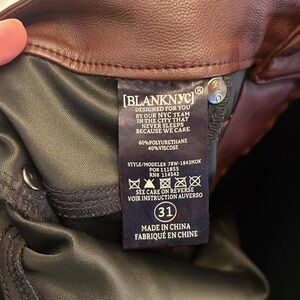 [BLANKNYC]®
DESIGNED FOR YOU
BY OUR NYC TEAM
IN THE CITY THAT
NEVER SLEEPS
BECAUSE WE CARE
60%POLYURETHANE
40%VISCOSE
STYLE/MODELE# 78W-1843NOK
PO# 111855
RN# 114542
SEE CARE ON REVERSE
VOIR INSTRUCTION AUVERSO
31
MADE IN CHINA
FABRIQUÉ EN CHINE